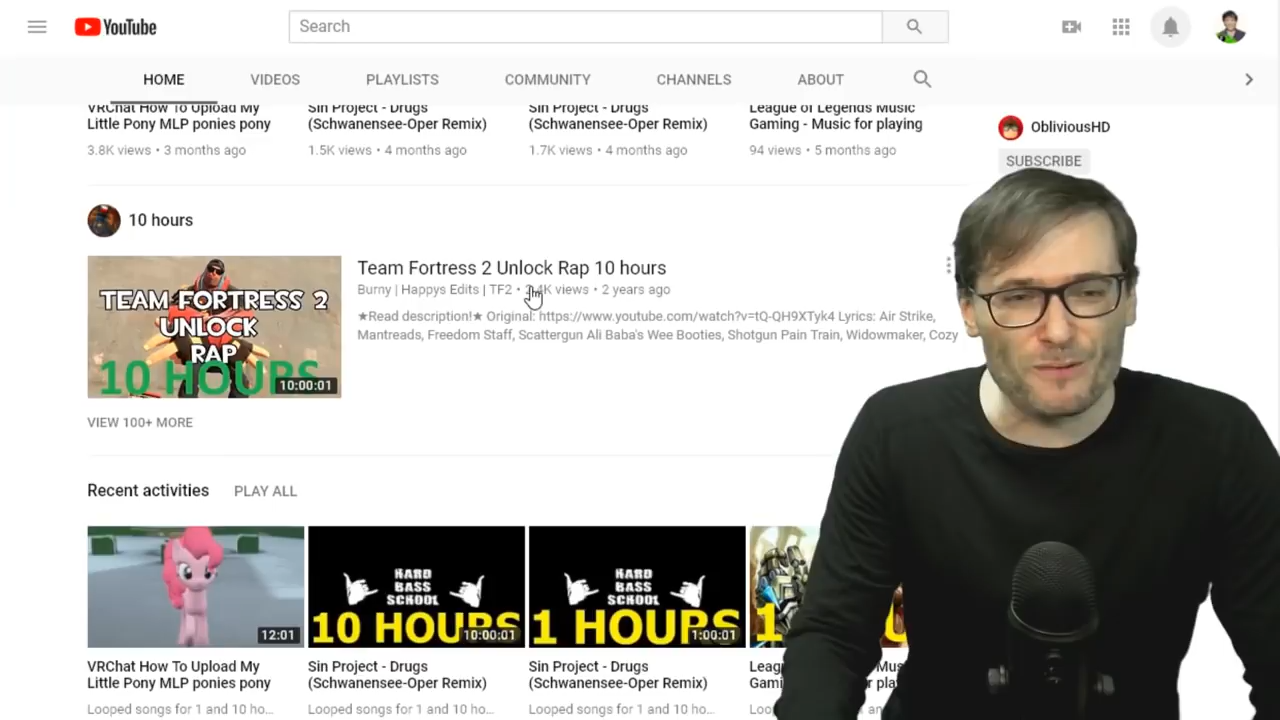 YouTube
Search
HOME VIDEOS PLAYLISTS COMMUNITY CHANNELS ABOUT
VRChat How To Upload My
Little Pony MLP ponies pony
3.8K views • 3 months ago
Sin Project - Drugs
(Schwanensee-Oper Remix)
1.5K views • 4 months ago
Sin Project - Drugs
(Schwanensee-Oper Remix)
1.7K views • 4 months ago
League of Legends Music
Gaming - Music for playing
94 views • 5 months ago
ObliviousHD
SUBSCRIBE
10 hours
TEAM FORTRESS 2
UNLOCK
RAP
10 HOURS
10:00:01
Team Fortress 2 Unlock Rap 10 hours
Burny | Happys Edits | TF2 • views • 2 years ago
★Read description!★ Original: https://www.youtube.com/watch?v=tQ-QH9XTyk4 Lyrics: Air Strike,
Mantreads, Freedom Staff, Scattergun Ali Baba's Wee Booties, Shotgun Pain Train, Widowmaker, Cozy
VIEW 100+ MORE
Recent activities PLAY ALL
12:01
HARD
BASS
SCHOOL
10 HOURS
10:00:01
HARD
BASS
SCHOOL
1 HOURS
1:00:01
1
VRChat How To Upload My
Little Pony MLP ponies pony
Looped songs for 1 and 10 ho...
Sin Project - Drugs
(Schwanensee-Oper Remix)
Looped songs for 1 and 10 ho...
Sin Project - Drugs
(Schwanensee-Oper Remix)
Looped songs for 1 and 10 ho...